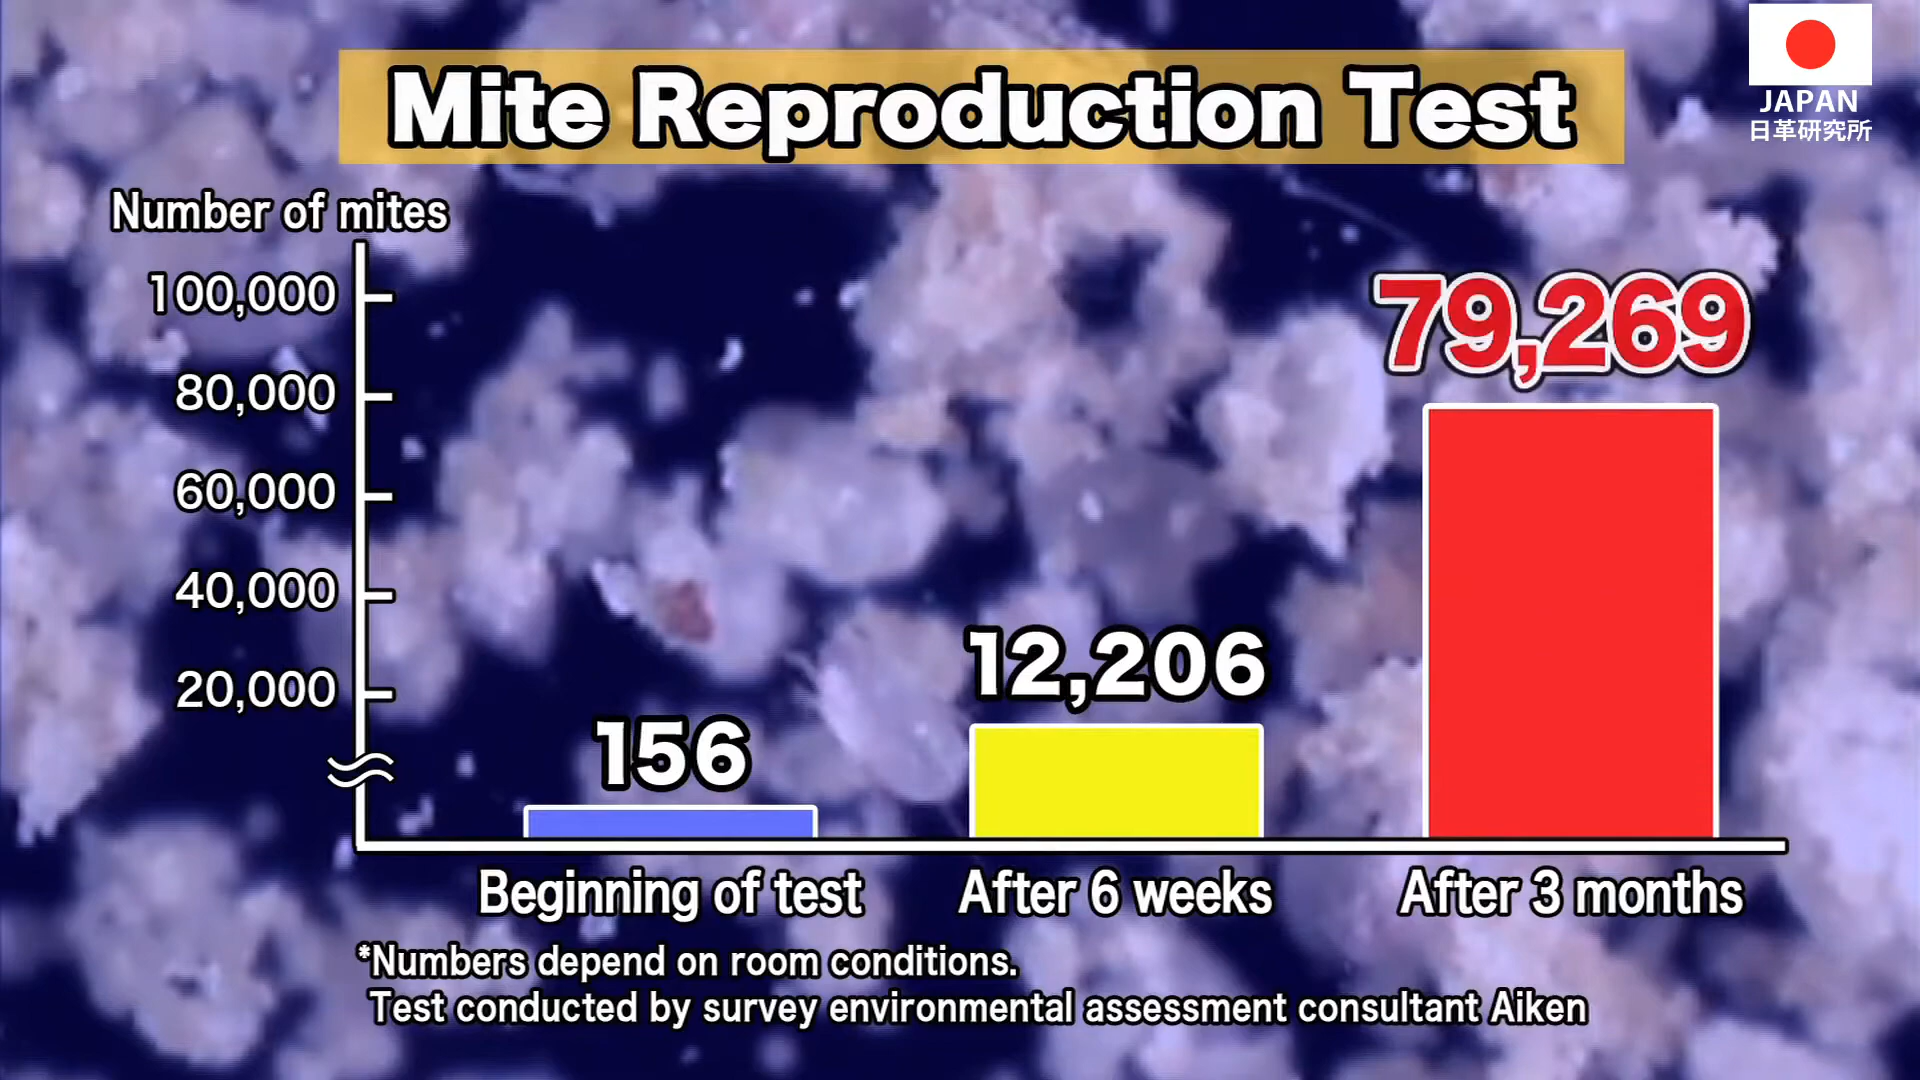 Mite Reproduction Test
JAPAN
日革研究所
Number of mites
100,000
80,000
60,000
40,000
20,000
156
12,206
79,269
Beginning of test
After 6 weeks
After 3 months
*Numbers depend on room conditions.
Test conducted by survey environmental assessment consultant Aiken